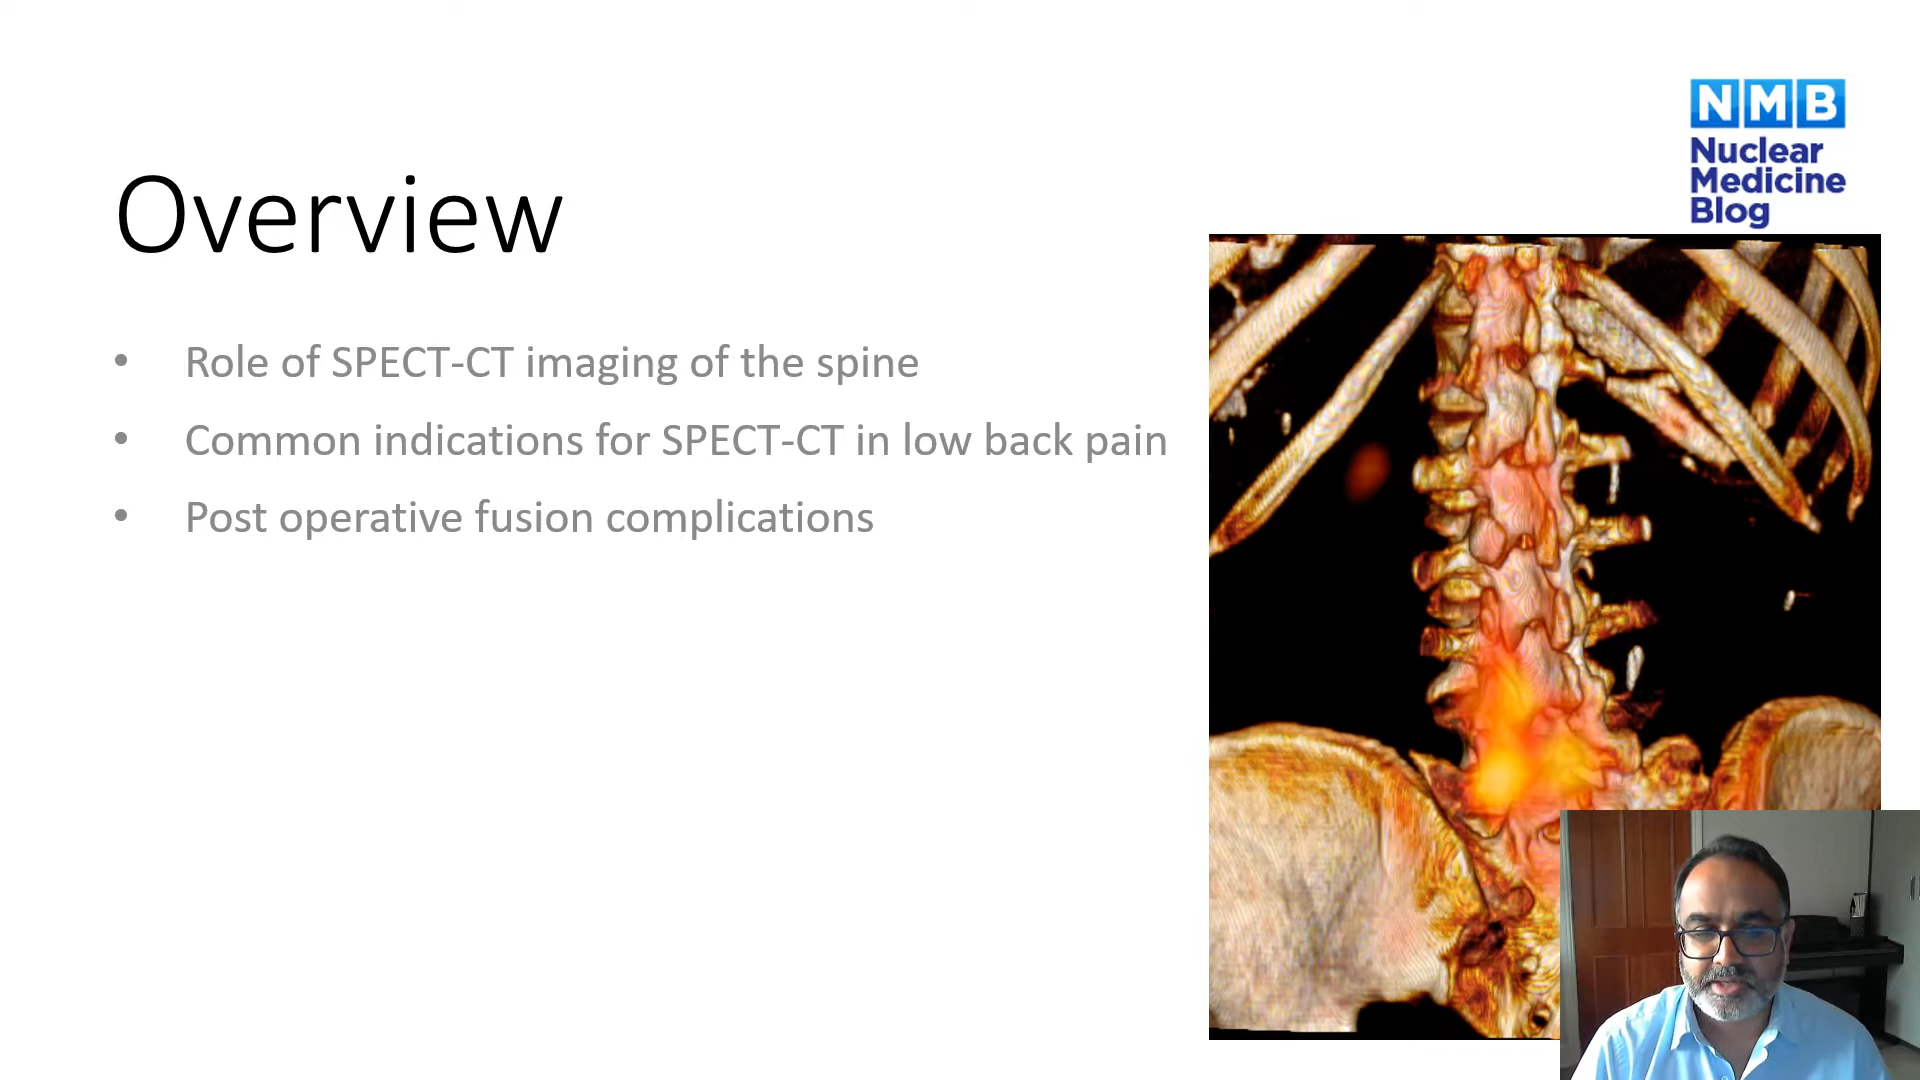 NMB
Nuclear
Medicine
Blog
Overview
• Role of SPECT-CT imaging of the spine
• Common indications for SPECT-CT in low back pain
• Post operative fusion complications